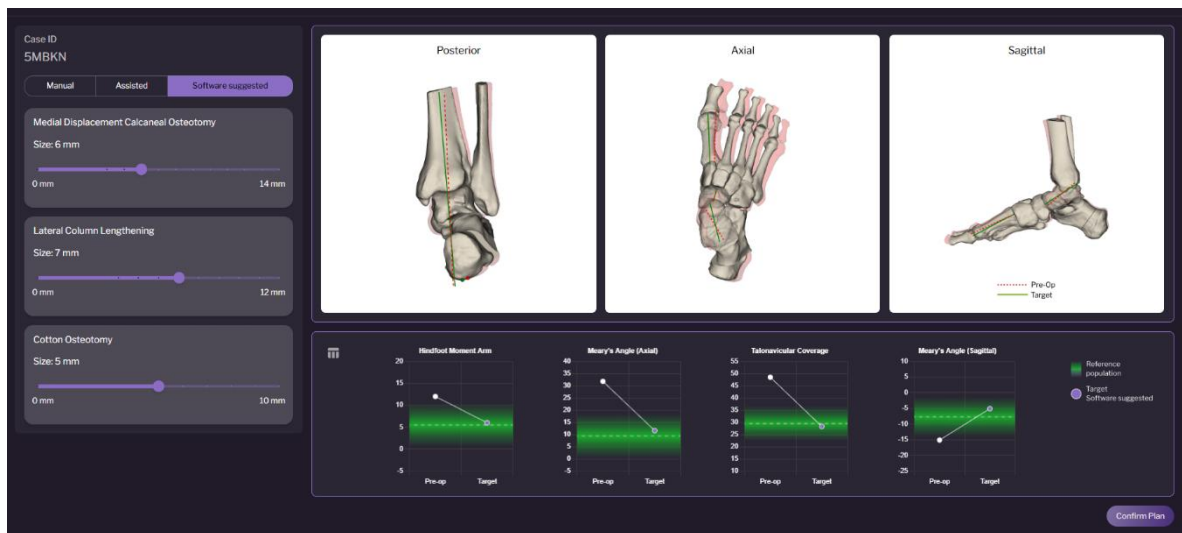 Case ID
5MBKN
Manual Assisted Software suggested
Medial Displacement Calcaneal Osteotomy
Size: 6 mm
0 mm 14 mm
Lateral Column Lengthening
Size: 7 mm
0 mm 12 mm
Cotton Osteotomy
Size: 5 mm
0 mm 10 mm
Posterior
Axial
Sagittal
Pre-Op
Target
Hindfoot Moment Arm
20
15
10
5
0
-5
Pre-op Target
Meary's Angle (Axial)
40
35
30
25
20
15
10
5
0
-5
Pre-op Target
Talonavicular Coverage
55
50
45
40
35
30
25
20
15
10
Pre-op Target
Meary's Angle (Sagittal)
10
5
0
-5
-10
-15
-20
-25
Pre-op Target
Reference
population
Target
Software suggested
Confirm Plan